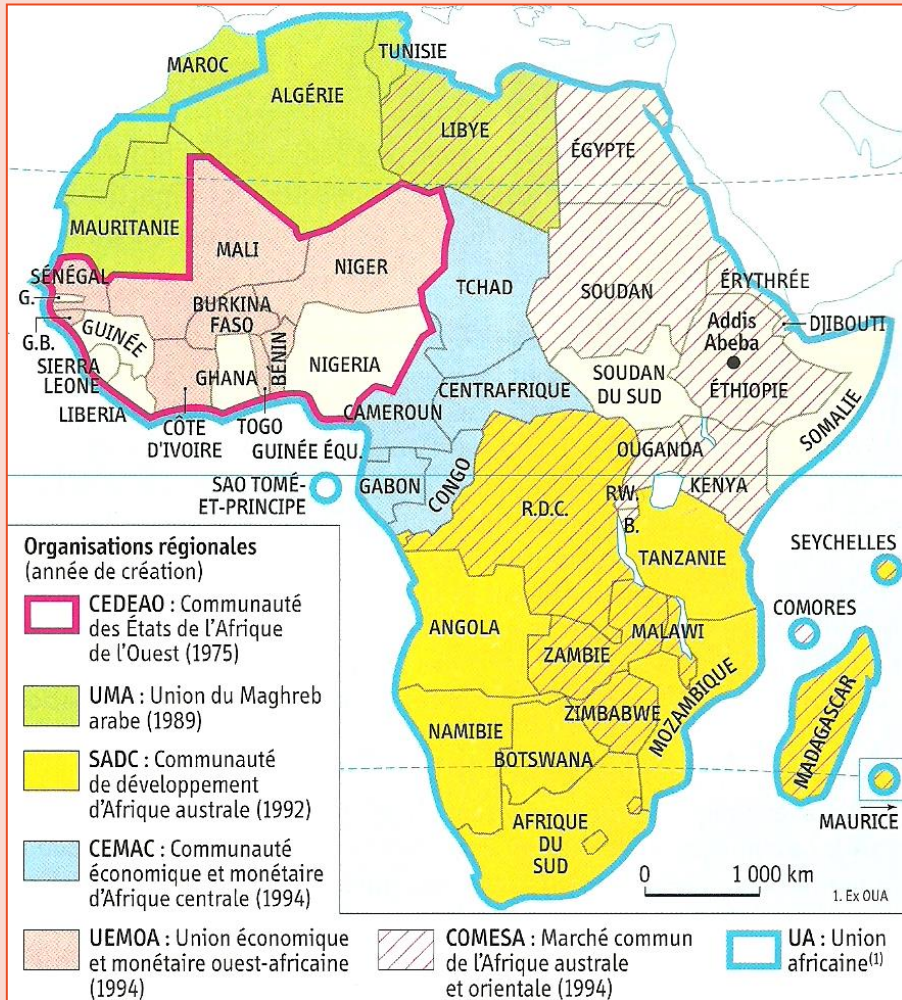 MAROC
TUNISIE
ALGÉRIE
LIBYE
ÉGYPTE
MAURITANIE
MALI
NIGER
TCHAD
SOUDAN
ÉRYTHRÉE
SÉNÉGAL
G.
G.B.
GUINÉE
BURKINA
FASO
BÉNIN
NIGERIA
GHANA
Addis
Abeba
DJIBOUTI
ÉTHIOPIE
SOUDAN
DU SUD
SOMALIE
SIERRA
LEONE
LIBERIA
CÔTE
D'IVOIRE
TOGO
CENTRAFRIQUE
CAMEROUN
GUINÉE ÉQU.
SAO TOMÉ-
ET-PRINCIPE
GABON
CONGO
R.D.C.
OUGANDA
KENYA
RW.
B.
TANZANIE
SEYCHELLES
COMORES
ANGOLA
ZAMBIE
MALAWI
MOZAMBIQUE
ZIMBABWE
NAMIBIE
BOTSWANA
MADAGASCAR
MAURICE
AFRIQUE
DU
SUD
0 1 000 km
1. Ex OUA
Organisations régionales
(année de création)
CEDEAO : Communauté
des États de l'Afrique
de l'Ouest (1975)
UMA : Union du Maghreb
arabe (1989)
SADC : Communauté
de développement
d'Afrique australe (1992)
CEMAC : Communauté
économique et monétaire
d'Afrique centrale (1994)
UEMOA : Union économique
et monétaire ouest-africaine
(1994)
COMESA : Marché commun
de l'Afrique australe
et orientale (1994)
UA : Union
africaine(1)